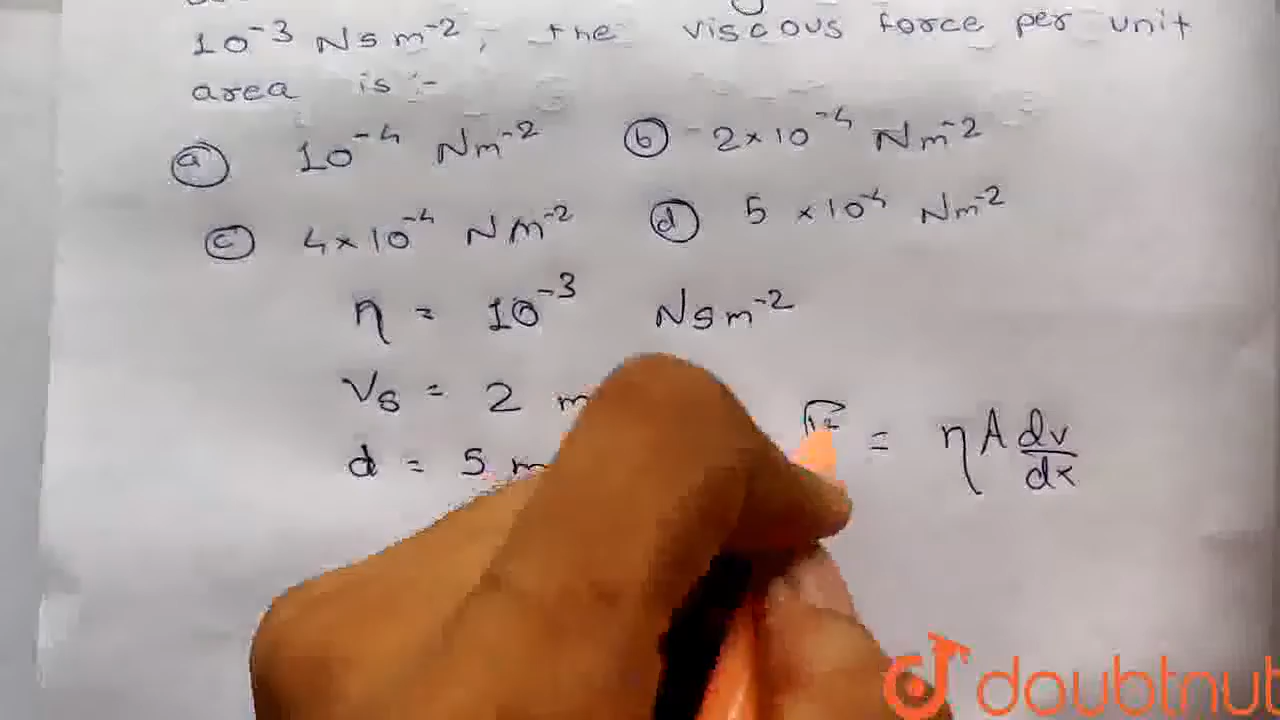 10⁻³ Nsm⁻², the viscous force per unit
area is :-
(a) 10⁻⁴ Nm⁻² (b) 2×10⁻⁴ Nm⁻²
(c) 4×10⁻⁴ Nm⁻² (d) 5×10⁻⁴ Nm⁻²
η = 10⁻³ Nsm⁻²
Vs = 2 m
d = 5 m
F = ηA dv/dx
doubtnut